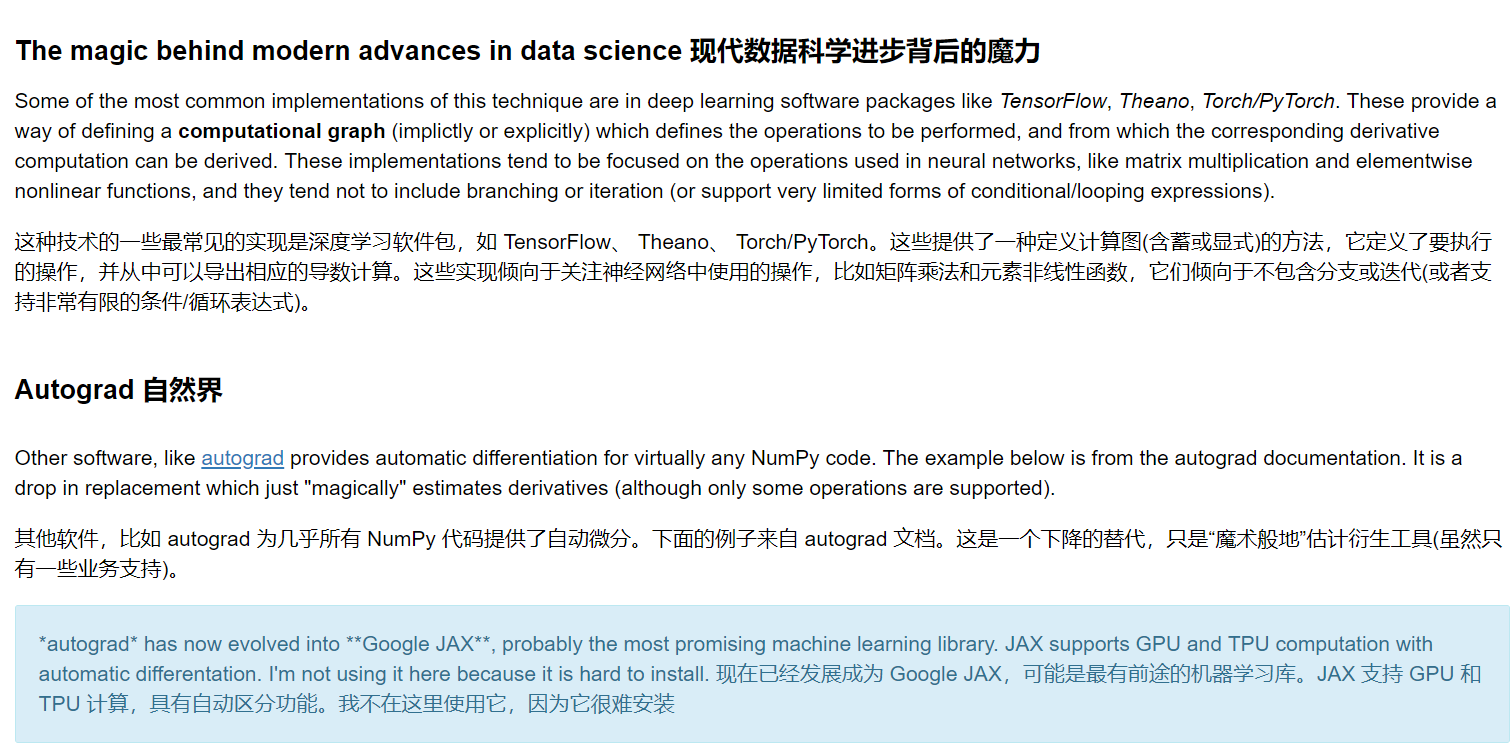 The magic behind modern advances in data science 现代数据科学进步背后的魔力
Some of the most common implementations of this technique are in deep learning software packages like TensorFlow, Theano, Torch/PyTorch. These provide a
way of defining a computational graph (implictly or explicitly) which defines the operations to be performed, and from which the corresponding derivative
computation can be derived. These implementations tend to be focused on the operations used in neural networks, like matrix multiplication and elementwise
nonlinear functions, and they tend not to include branching or iteration (or support very limited forms of conditional/looping expressions).
这种技术的一些最常见的实现是深度学习软件包，如 TensorFlow、 Theano、 Torch/PyTorch。这些提供了一种定义计算图(含蓄或显式)的方法，它定义了要执行
的操作，并从中可以导出相应的导数计算。这些实现倾向于关注神经网络中使用的操作，比如矩阵乘法和元素非线性函数，它们倾向于不包含分支或迭代(或者支
持非常有限的条件/循环表达式)。
Autograd 自然界
Other software, like autograd provides automatic differentiation for virtually any NumPy code. The example below is from the autograd documentation. It is a
drop in replacement which just "magically" estimates derivatives (although only some operations are supported).
其他软件，比如 autograd 为几乎所有 NumPy 代码提供了自动微分。下面的例子来自 autograd 文档。这是一个下降的替代，只是“魔术般地”估计衍生工具(虽然只
有一些业务支持)。
*autograd* has now evolved into **Google JAX**, probably the most promising machine learning library. JAX supports GPU and TPU computation with
automatic differentation. I'm not using it here because it is hard to install. 现在已经发展成为 Google JAX，可能是最有前途的机器学习库。JAX 支持 GPU 和
TPU 计算，具有自动区分功能。我不在这里使用它，因为它很难安装